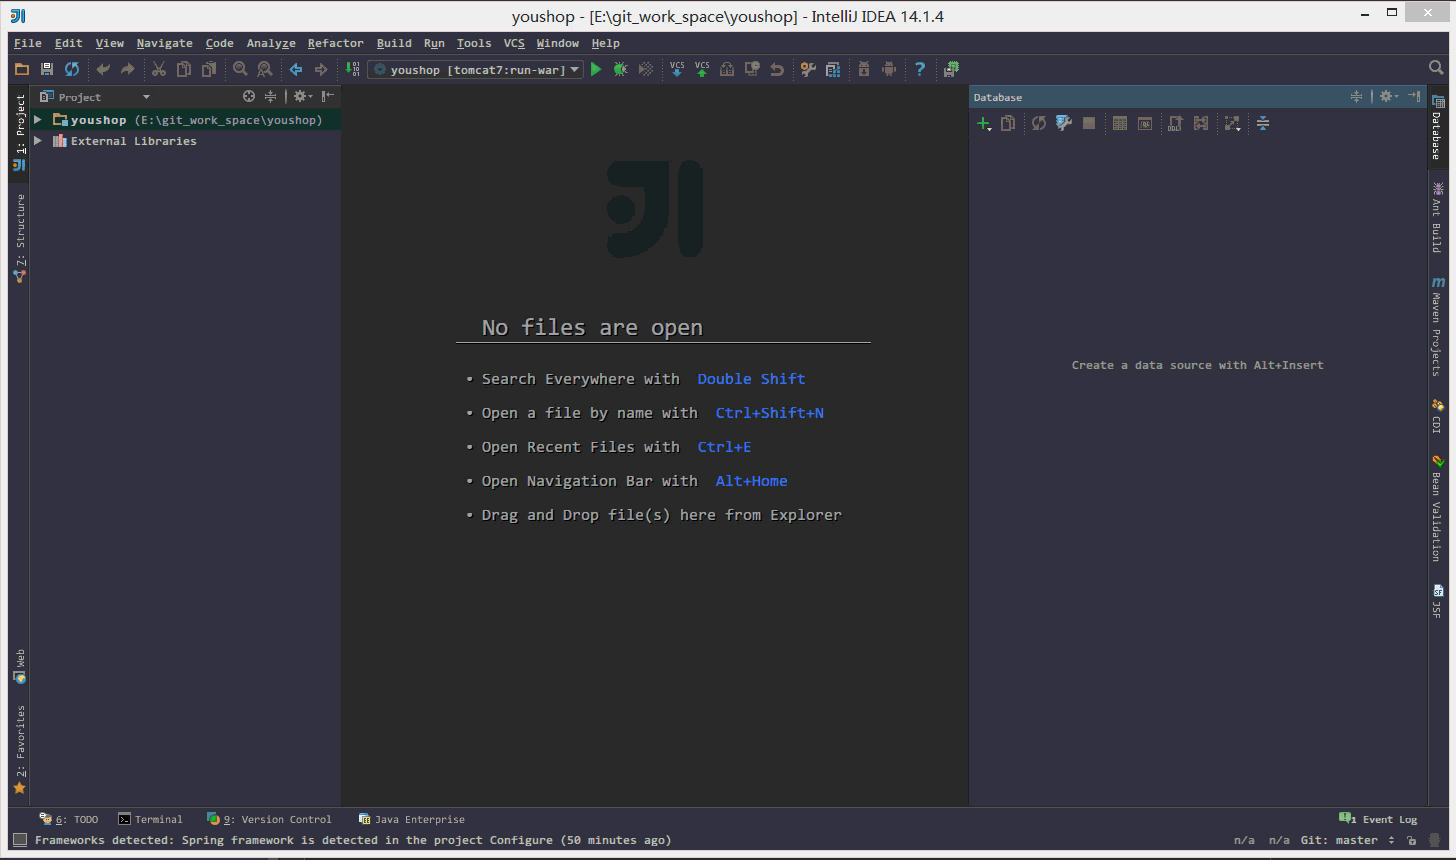 youshop - [E:\git_work_space\youshop] - IntelliJ IDEA 14.1.4
File Edit View Navigate Code Analyze Refactor Build Run Tools VCS Window Help
youshop [tomcat7:run-war]
VCS VCS
Project
Database
1: Project
youshop (E:\git_work_space\youshop)
External Libraries
7: Structure
No files are open
• Search Everywhere with Double Shift
• Open a file by name with Ctrl+Shift+N
• Open Recent Files with Ctrl+E
• Open Navigation Bar with Alt+Home
• Drag and Drop file(s) here from Explorer
Create a data source with Alt+Insert
Database
Ant Build
Maven Projects
CDI
Bean Validation
JSF
Web
2: Favorites
6: TODO Terminal 9: Version Control Java Enterprise
1 Event Log
Frameworks detected: Spring framework is detected in the project Configure (50 minutes ago)
n/a n/a Git: master